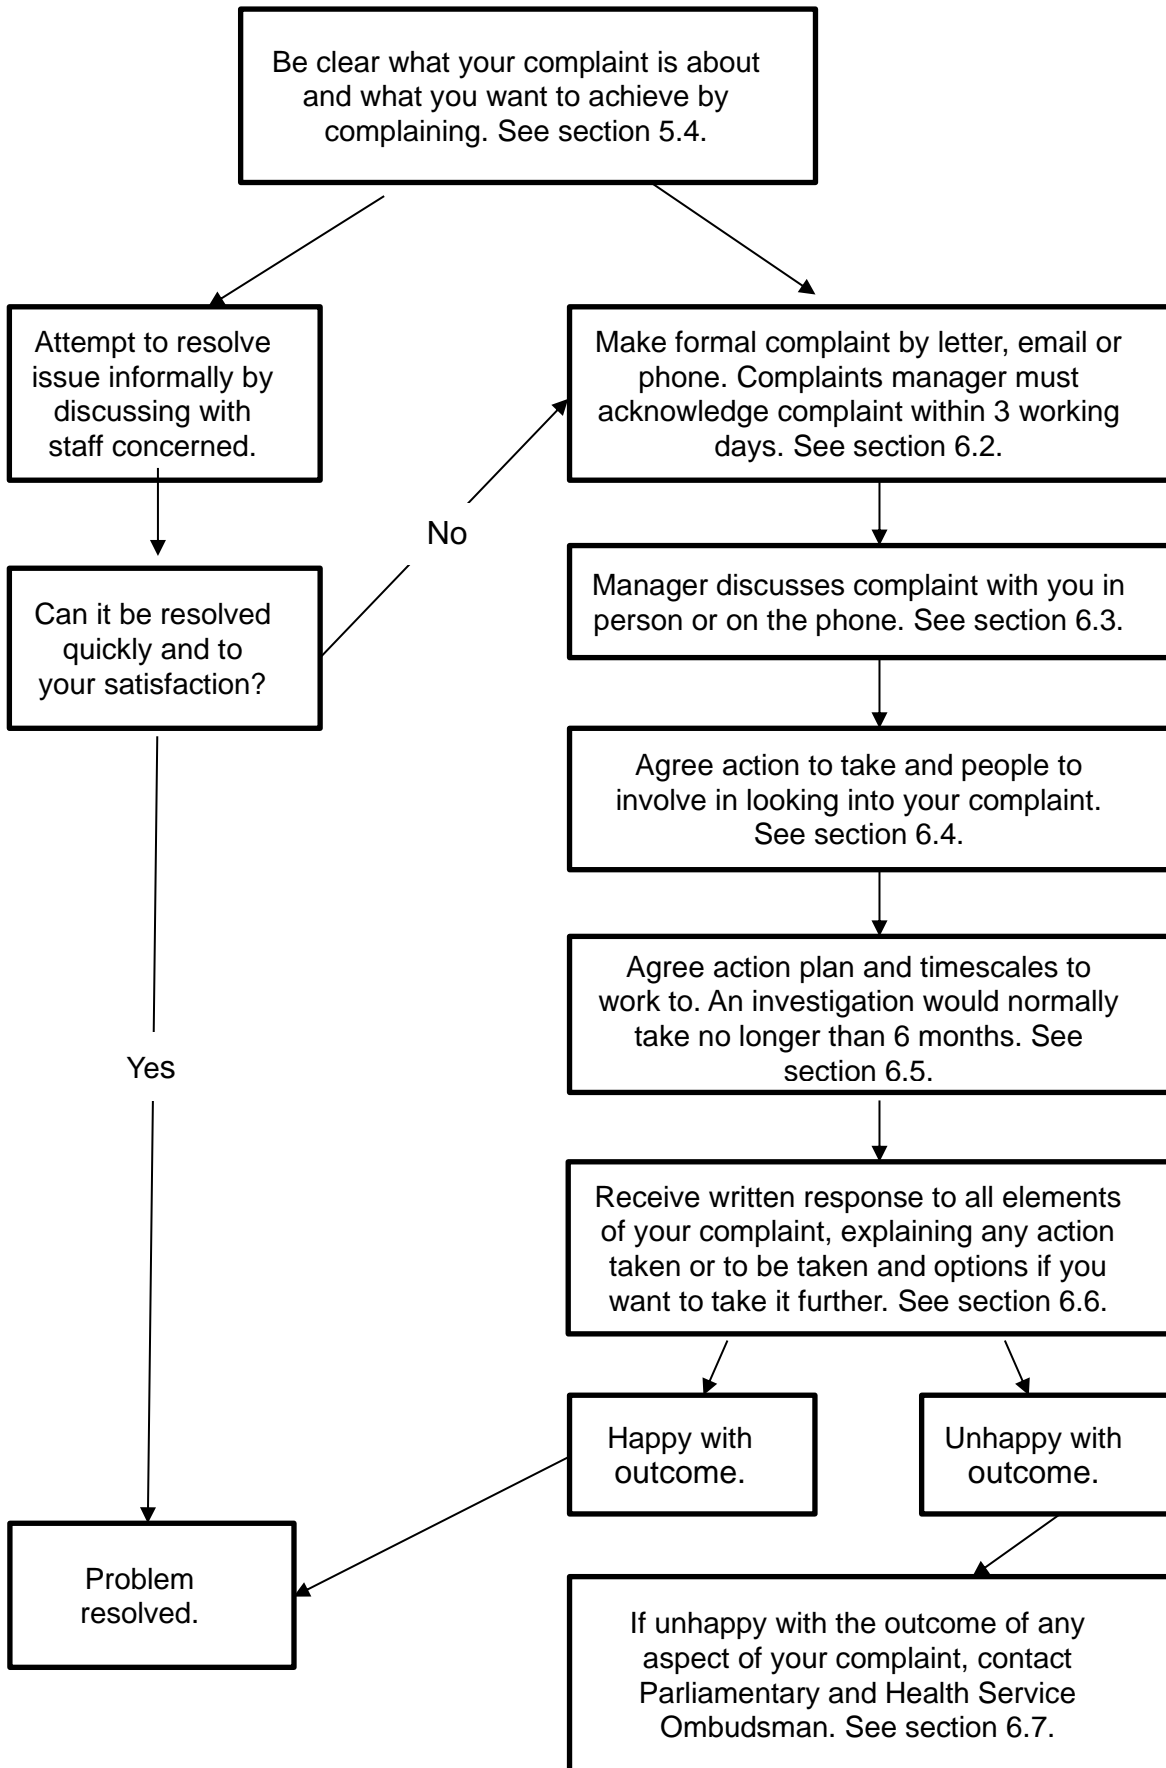 Be clear what your complaint is about
and what you want to achieve by
complaining. See section 5.4.
Attempt to resolve
issue informally by
discussing with
staff concerned.
Make formal complaint by letter, email or
phone. Complaints manager must
acknowledge complaint within 3 working
days. See section 6.2.
No
Can it be resolved
quickly and to
your satisfaction?
Manager discusses complaint with you in
person or on the phone. See section 6.3.
Agree action to take and people to
involve in looking into your complaint.
See section 6.4.
Agree action plan and timescales to
work to. An investigation would normally
take no longer than 6 months. See
section 6.5.
Yes
Receive written response to all elements
of your complaint, explaining any action
taken or to be taken and options if you
want to take it further. See section 6.6.
Happy with
outcome.
Unhappy with
outcome.
Problem
resolved.
If unhappy with the outcome of any
aspect of your complaint, contact
Parliamentary and Health Service
Ombudsman. See section 6.7.